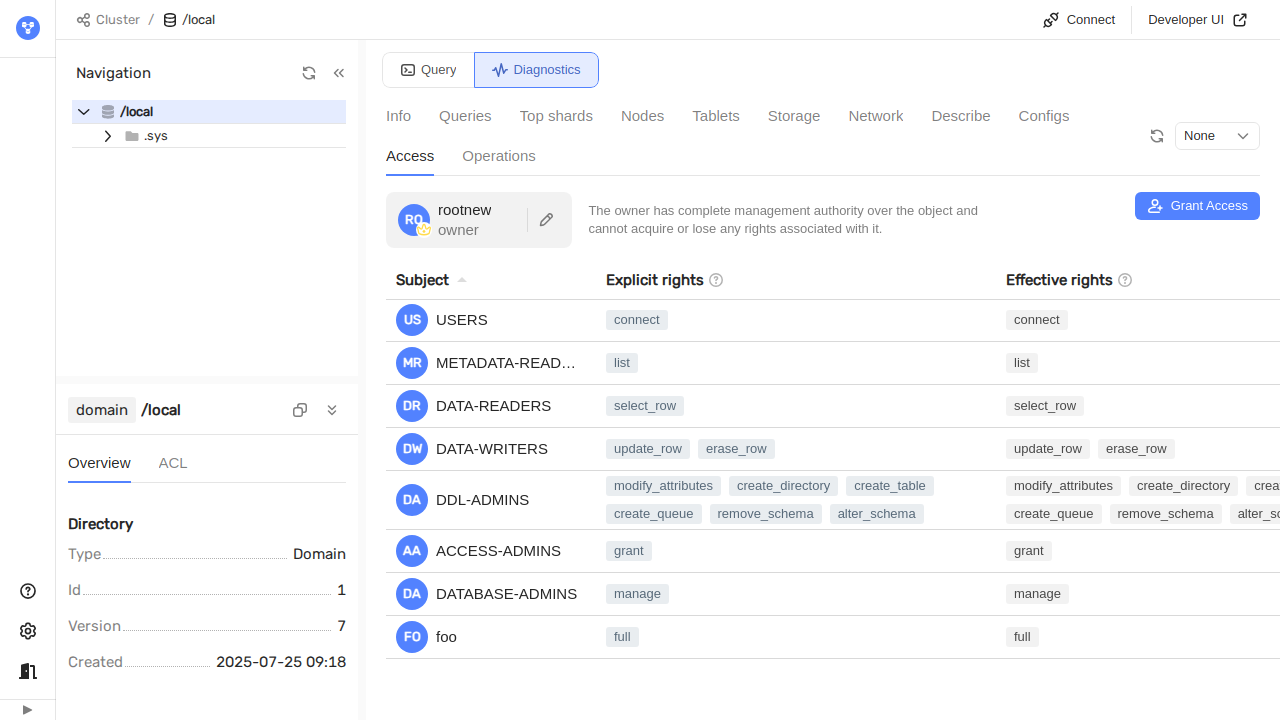 Cluster / /local
Connect
Developer UI
Navigation
/local
.sys
domain /local
Overview
ACL
Directory
Type Domain
Id 1
Version 7
Created 2025-07-25 09:18
Query
Diagnostics
Info
Queries
Top shards
Nodes
Tablets
Storage
Network
Describe
Configs
Access
Operations
None
RO
rootnew
owner
The owner has complete management authority over the object and
cannot acquire or lose any rights associated with it.
Grant Access
Subject Explicit rights Effective rights
US USERS connect connect
MR METADATA-READ… list list
DR DATA-READERS select_row select_row
DW DATA-WRITERS update_row erase_row update_row erase_row
DA DDL-ADMINS
modify_attributes create_directory create_table modify_attributes create_directory
create_queue remove_schema alter_schema create_queue remove_schema
AA ACCESS-ADMINS grant grant
DA DATABASE-ADMINS manage manage
FO foo full full